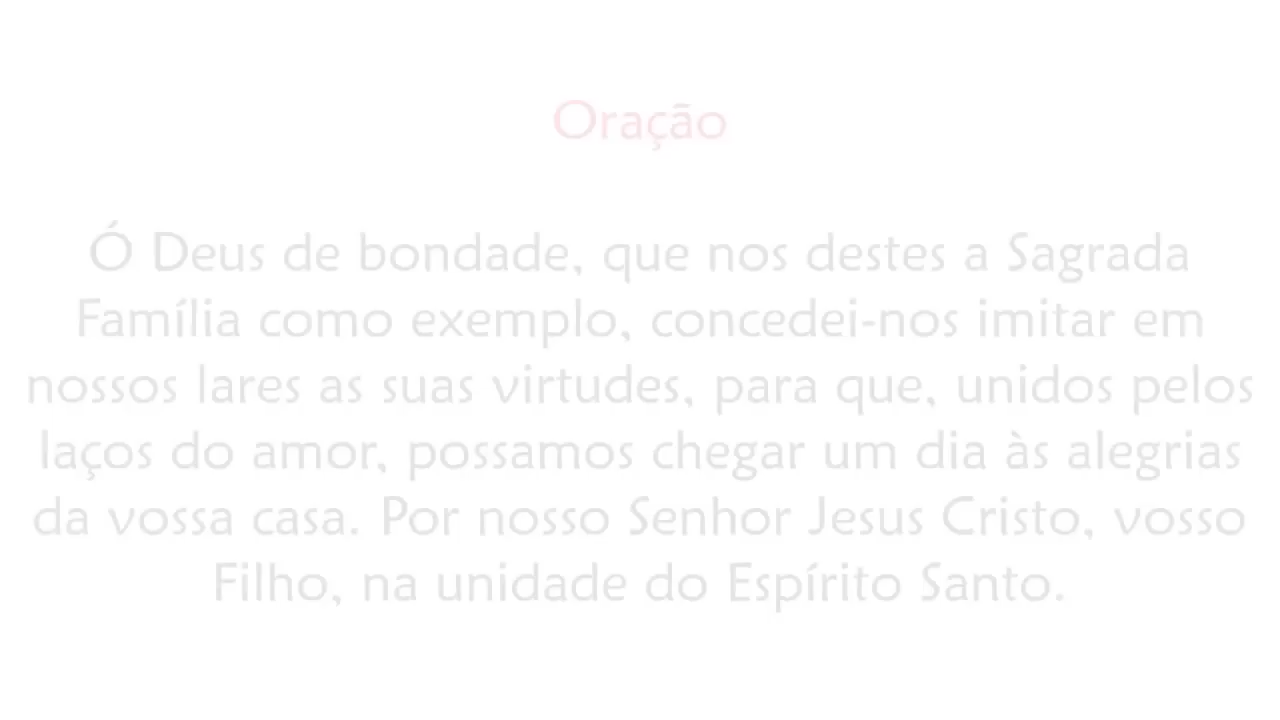 Oração
Ó Deus de bondade, que nos destes a Sagrada
Família como exemplo, concedei-nos imitar em
nossos lares as suas virtudes, para que, unidos pelos
laços do amor, possamos chegar um dia às alegrias
da vossa casa. Por nosso Senhor Jesus Cristo, vosso
Filho, na unidade do Espírito Santo.